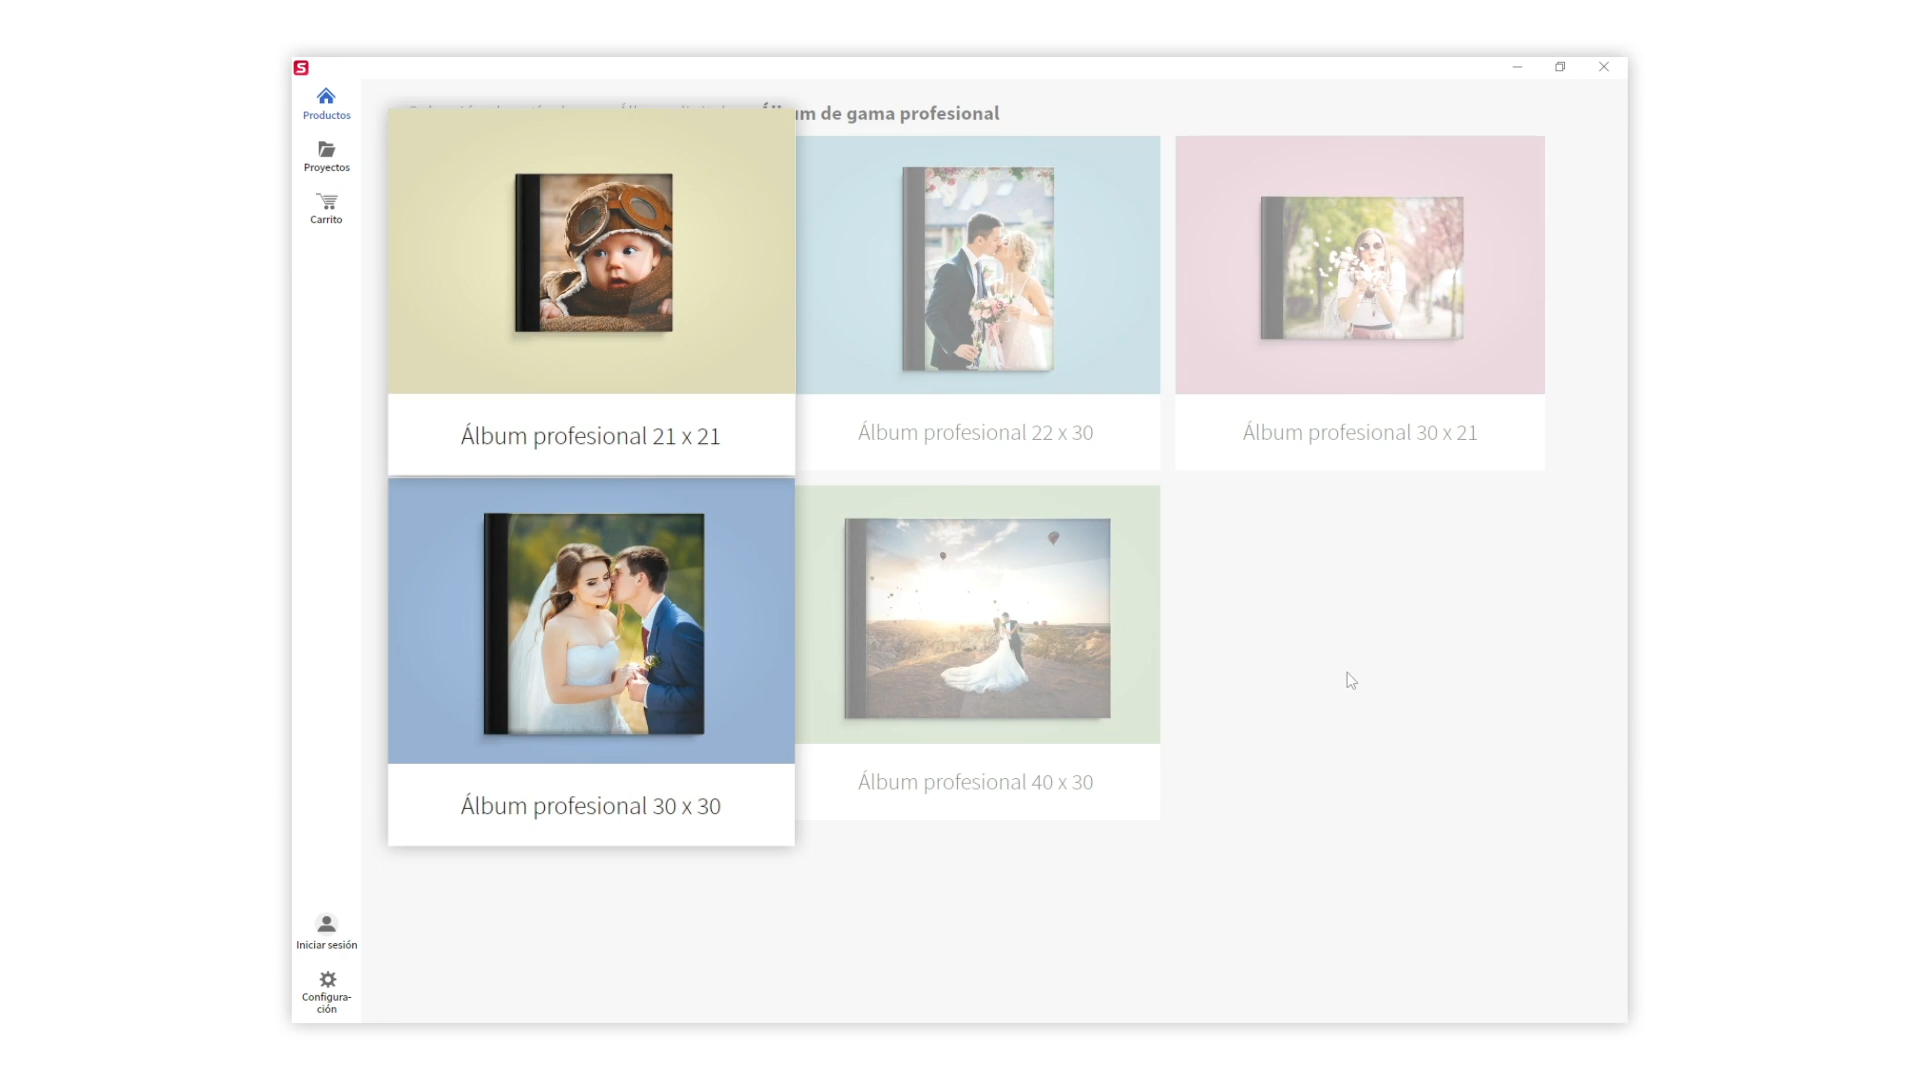 S
Productos
Proyectos
Carrito
Álbum de gama profesional
Álbum profesional 21 x 21
Álbum profesional 22 x 30
Álbum profesional 30 x 21
Álbum profesional 30 x 30
Álbum profesional 40 x 30
Iniciar sesión
Configura-
ción